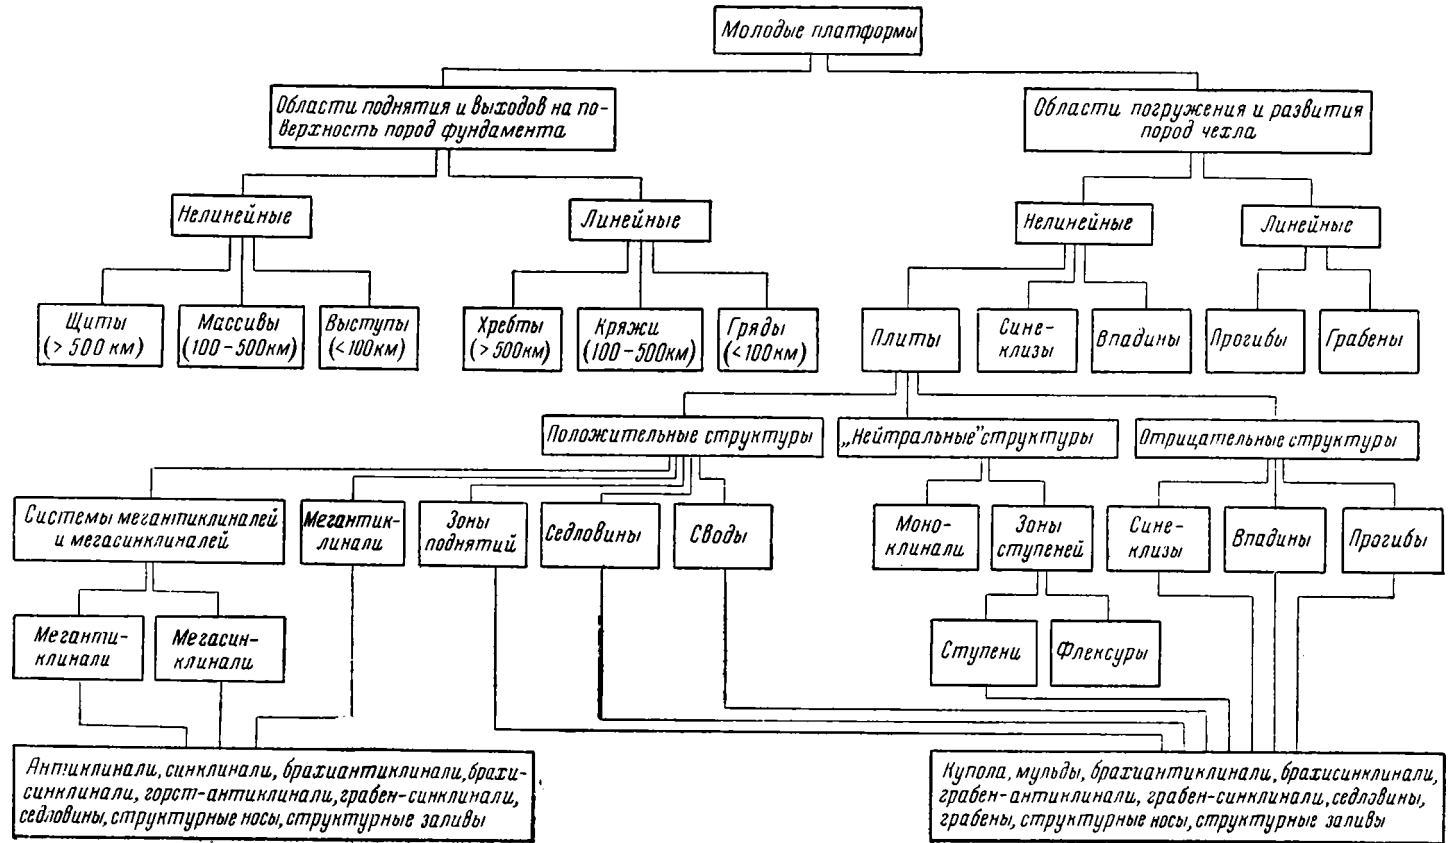 Молодые платформы
Области поднятия и выходов на по-
верхность пород фундамента
Области погружения и развития
пород чехла
Нелинейные
Линейные
Нелинейные
Линейные
Щиты
(> 500 км)
Массивы
(100-500км)
Выступы
(<100км)
Хребты
(> 500км)
Кряжи
(100-500км)
Гряды
(<100км)
Плиты
Сине-
клизы
Впадины
Прогибы
Грабены
Положительные структуры
„Нейтральные" структуры
Отрицательные структуры
Системы мегантиклиналей
и мегасинклиналей
Мегантик-
линали
Зоны
поднятий
Седловины
Своды
Моно-
клинали
Зоны
ступеней
Сине-
клизы
Впадины
Прогибы
Меганти-
клинали
Мегасин-
клинали
Ступени
Флексуры
Антиклинали, синклинали, брахиантиклинали, брахи-
синклинали, горст-антиклинали, грабен-синклинали,
седловины, структурные носы, структурные заливы
Купола, мульды, брахиантиклинали, брахисинклинали,
грабен-антиклинали, грабен-синклинали, седловины,
грабены, структурные носы, структурные заливы